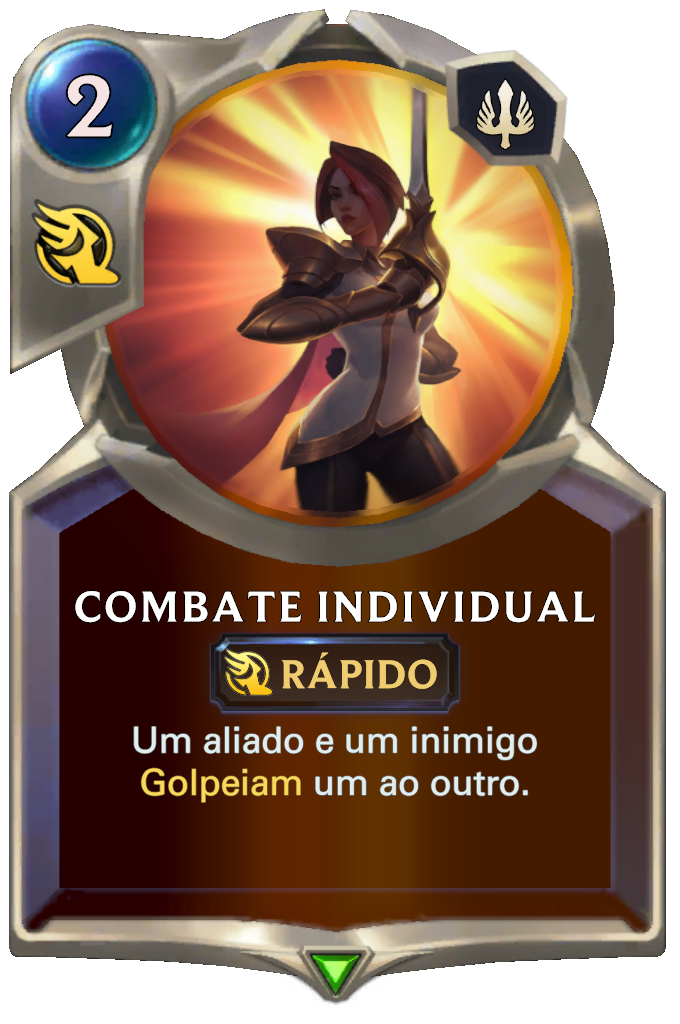 2
COMBATE INDIVIDUAL
RÁPIDO
Um aliado e um inimigo
Golpeiam um ao outro.